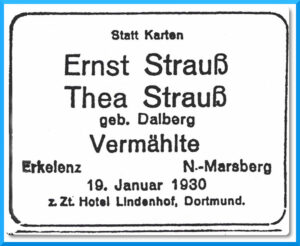 Statt Karten
Ernst Strauß
Thea Strauß
geb. Dalberg
Vermählte
Erkelenz N.-Marsberg
19. Januar 1930
z. Zt. Hotel Lindenhof, Dortmund.